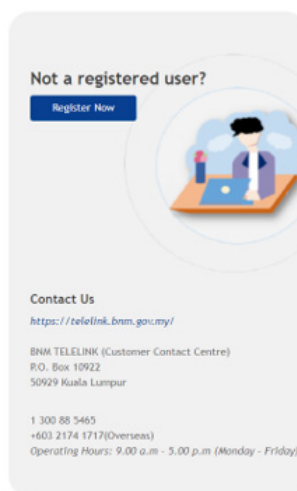 Not a registered user?
Register Now
Contact Us
https://telelink.bnm.gov.my/
BNM TELELINK (Customer Contact Centre)
P.O. Box 10922
50929 Kuala Lumpur
1 300 88 5465
+603 2174 1717(Overseas)
Operating Hours: 9.00 a.m - 5.00 p.m (Monday - Friday)